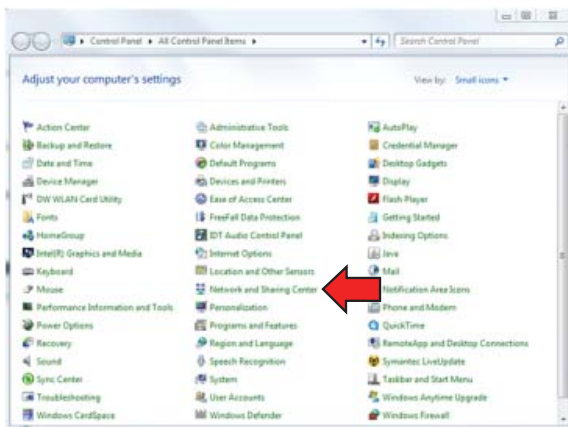 Control Panel ▸ All Control Panel Items ▸ Search Control Panel
Adjust your computer's settings View by: Small icons
Action Center Administrative Tools AutoPlay
Backup and Restore Color Management Credential Manager
Date and Time Default Programs Desktop Gadgets
Device Manager Devices and Printers Display
DW WLAN Card Utility Ease of Access Center Flash Player
Fonts FreeFall Data Protection Getting Started
HomeGroup IDT Audio Control Panel Indexing Options
Intel(R) Graphics and Media Internet Options Java
Keyboard Location and Other Sensors Mail
Mouse Network and Sharing Center Notification Area Icons
Performance Information and Tools Personalization Phone and Modem
Power Options Programs and Features QuickTime
Recovery Region and Language RemoteApp and Desktop Connections
Sound Speech Recognition Symantec LiveUpdate
Sync Center System Taskbar and Start Menu
Troubleshooting User Accounts Windows Anytime Upgrade
Windows CardSpace Windows Defender Windows Firewall